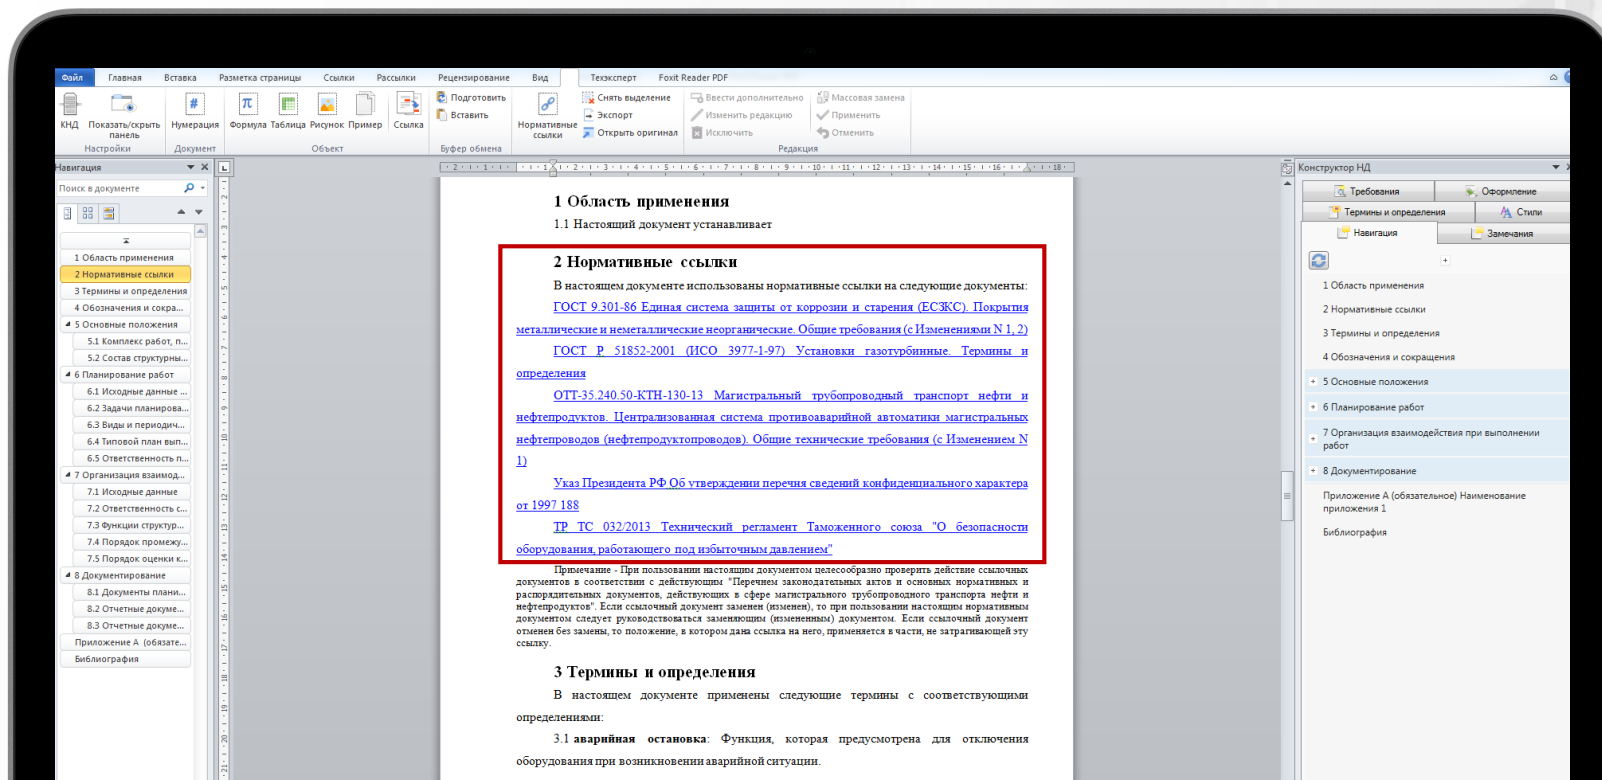 Файл Главная Вставка Разметка страницы Ссылки Рассылки Рецензирование Вид Техэксперт Foxit Reader PDF
КНД
Показать/скрыть
панель
Настройки
#
Нумерация
Документ
π
Формула Таблица Рисунок Пример Ссылка
Объект
Подготовить
Вставить
Буфер обмена
Нормативные
ссылки
Снять выделение
Экспорт
Открыть оригинал
Ввести дополнительно
Изменить редакцию
Исключить
Массовая замена
Применить
Отменить
Редакция
Навигация
Поиск в документе
1 Область применения
2 Нормативные ссылки
3 Термины и определения
4 Обозначения и сокра...
5 Основные положения
5.1 Комплекс работ, п...
5.2 Состав структурны...
6 Планирование работ
6.1 Исходные данные ...
6.2 Задачи планирова...
6.3 Виды и периодич...
6.4 Типовой план вып...
6.5 Ответственность п...
7 Организация взаимод...
7.1 Исходные данные
7.2 Ответственность с...
7.3 Функции структур...
7.4 Порядок промежу...
7.5 Порядок оценки к...
8 Документирование
8.1 Документы плани...
8.2 Отчетные докуме...
8.3 Отчетные докуме...
Приложение А (обязате...
Библиография
1 Область применения
1.1 Настоящий документ устанавливает
2 Нормативные ссылки
В настоящем документе использованы нормативные ссылки на следующие документы:
ГОСТ 9.301-86 Единая система защиты от коррозии и старения (ЕСЗКС). Покрытия
металлические и неметаллические неорганические. Общие требования (с Изменениями N 1, 2)
ГОСТ Р 51852-2001 (ИСО 3977-1-97) Установки газотурбинные. Термины и
определения
ОТТ-35.240.50-КТН-130-13 Магистральный трубопроводный транспорт нефти и
нефтепродуктов. Централизованная система противоаварийной автоматики магистральных
нефтепроводов (нефтепродуктопроводов). Общие технические требования (с Изменением N
1)
Указ Президента РФ Об утверждении перечня сведений конфиденциального характера
от 1997 188
ТР ТС 032/2013 Технический регламент Таможенного союза "О безопасности
оборудования, работающего под избыточным давлением"
Примечание - При пользовании настоящим документом целесообразно проверить действие ссылочных
документов в соответствии с действующим "Перечнем законодательных актов и основных нормативных и
распорядительных документов, действующих в сфере магистрального трубопроводного транспорта нефти и
нефтепродуктов". Если ссылочный документ заменен (изменен), то при пользовании настоящим нормативным
документом следует руководствоваться заменяющим (измененным) документом. Если ссылочный документ
отменен без замены, то положение, в котором дана ссылка на него, применяется в части, не затрагивающей эту
ссылку.
3 Термины и определения
В настоящем документе применены следующие термины с соответствующими
определениями:
3.1 аварийная остановка: Функция, которая предусмотрена для отключения
оборудования при возникновении аварийной ситуации.
Конструктор НД
Требования Оформление
Термины и определения Стили
Навигация Замечания
1 Область применения
2 Нормативные ссылки
3 Термины и определения
4 Обозначения и сокращения
5 Основные положения
6 Планирование работ
7 Организация взаимодействия при выполнении
работ
8 Документирование
Приложение А (обязательное) Наименование
приложения 1
Библиография